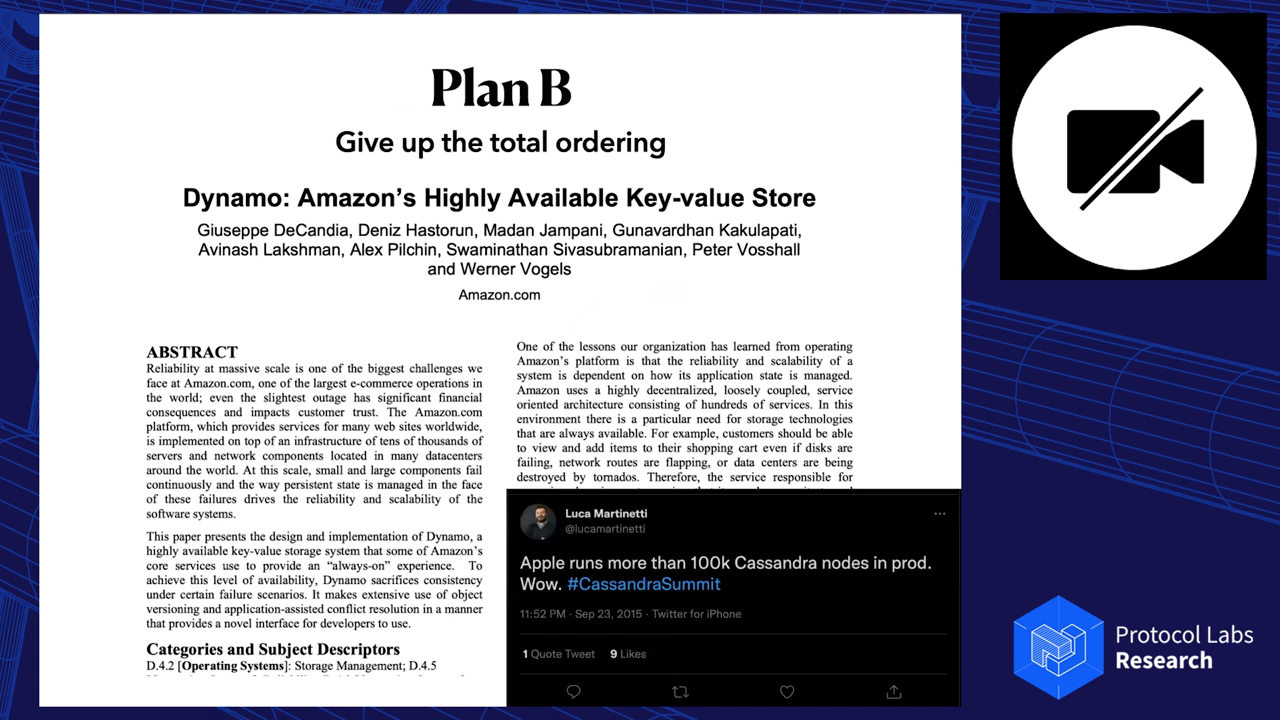 Plan B
Give up the total ordering
Dynamo: Amazon's Highly Available Key-value Store
Giuseppe DeCandia, Deniz Hastorun, Madan Jampani, Gunavardhan Kakulapati,
Avinash Lakshman, Alex Pilchin, Swaminathan Sivasubramanian, Peter Vosshall
and Werner Vogels
Amazon.com
ABSTRACT
Reliability at massive scale is one of the biggest challenges we
face at Amazon.com, one of the largest e-commerce operations in
the world; even the slightest outage has significant financial
consequences and impacts customer trust. The Amazon.com
platform, which provides services for many web sites worldwide,
is implemented on top of an infrastructure of tens of thousands of
servers and network components located in many datacenters
around the world. At this scale, small and large components fail
continuously and the way persistent state is managed in the face
of these failures drives the reliability and scalability of the
software systems.
This paper presents the design and implementation of Dynamo, a
highly available key-value storage system that some of Amazon's
core services use to provide an “always-on” experience. To
achieve this level of availability, Dynamo sacrifices consistency
under certain failure scenarios. It makes extensive use of object
versioning and application-assisted conflict resolution in a manner
that provides a novel interface for developers to use.
Categories and Subject Descriptors
D.4.2 [Operating Systems]: Storage Management; D.4.5
One of the lessons our organization has learned from operating
Amazon's platform is that the reliability and scalability of a
system is dependent on how its application state is managed.
Amazon uses a highly decentralized, loosely coupled, service
oriented architecture consisting of hundreds of services. In this
environment there is a particular need for storage technologies
that are always available. For example, customers should be able
to view and add items to their shopping cart even if disks are
failing, network routes are flapping, or data centers are being
destroyed by tornados. Therefore, the service responsible for
Luca Martinetti
@lucamartinetti
Apple runs more than 100k Cassandra nodes in prod.
Wow. #CassandraSummit
11:52 PM · Sep 23, 2015 · Twitter for iPhone
1 Quote Tweet 9 Likes
Protocol Labs
Research